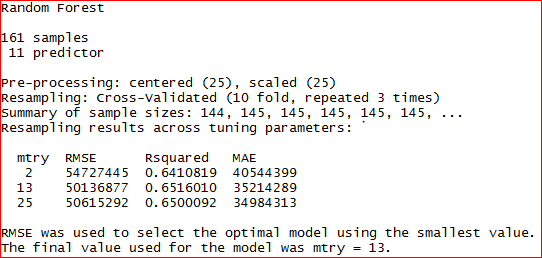 Random Forest
161 samples
11 predictor
Pre-processing: centered (25), scaled (25)
Resampling: Cross-Validated (10 fold, repeated 3 times)
Summary of sample sizes: 144, 145, 145, 145, 145, 145, ...
Resampling results across tuning parameters:
mtry RMSE Rsquared MAE
2 54727445 0.6410819 40544399
13 50136877 0.6516010 35214289
25 50615292 0.6500092 34984313
RMSE was used to select the optimal model using the smallest value.
The final value used for the model was mtry = 13.